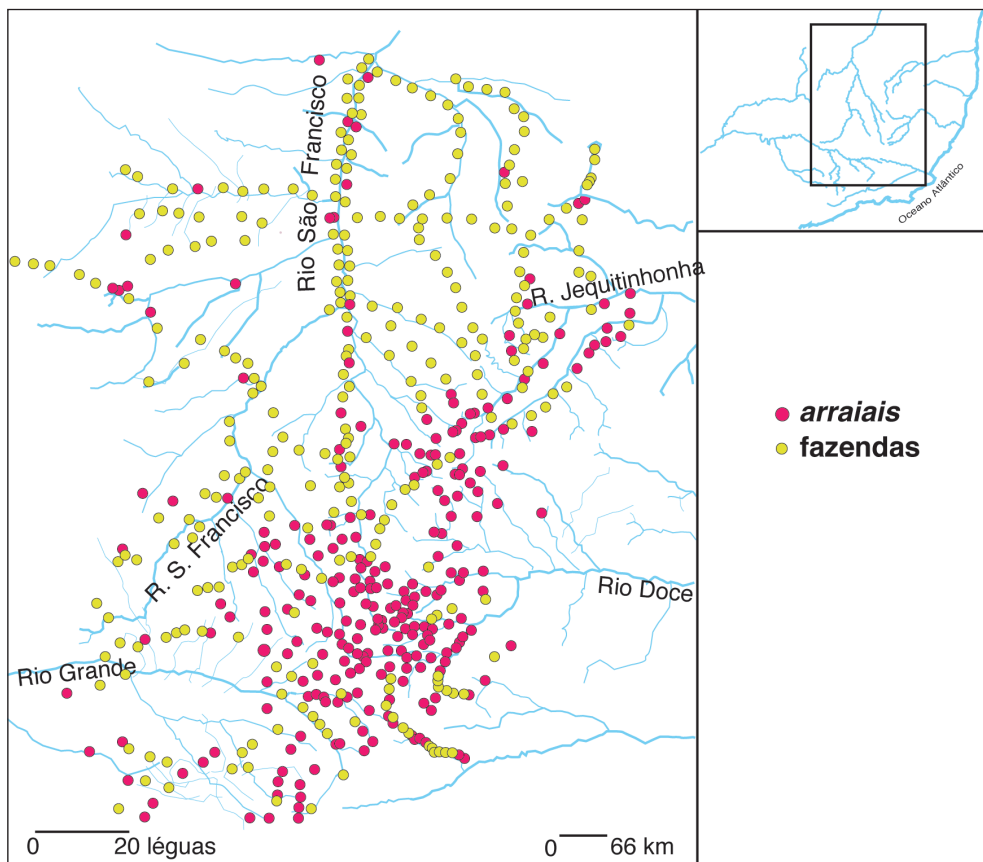 Rio São Francisco
Oceano Atlântico
R. Jequitinhonha
arraiais
fazendas
R. S. Francisco
Rio Doce
Rio Grande
0 20 léguas
0 66 km